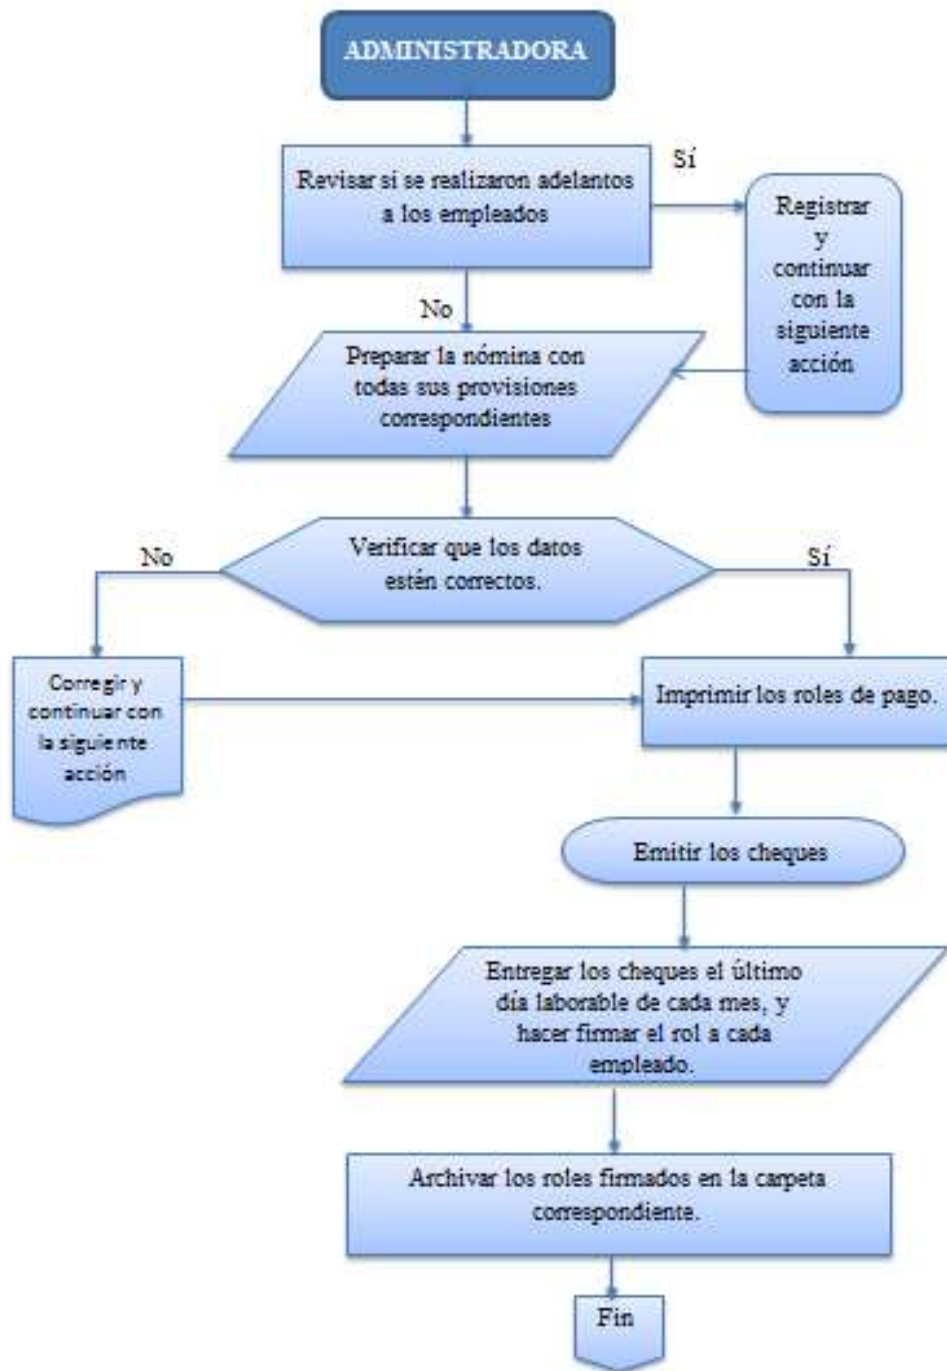 ADMINISTRADORA
Revisar si se realizaron adelantos
a los empleados
Sí
Registrar
y
continuar
con la
siguiente
acción
No
Preparar la nómina con
todas sus provisiones
correspondientes
Verificar que los datos
estén correctos.
No
Sí
Corregir y
continuar con
la siguiente
acción
Imprimir los roles de pago.
Emitir los cheques
Entregar los cheques el último
día laborable de cada mes, y
hacer firmar el rol a cada
empleado.
Archivar los roles firmados en la carpeta
correspondiente.
Fin